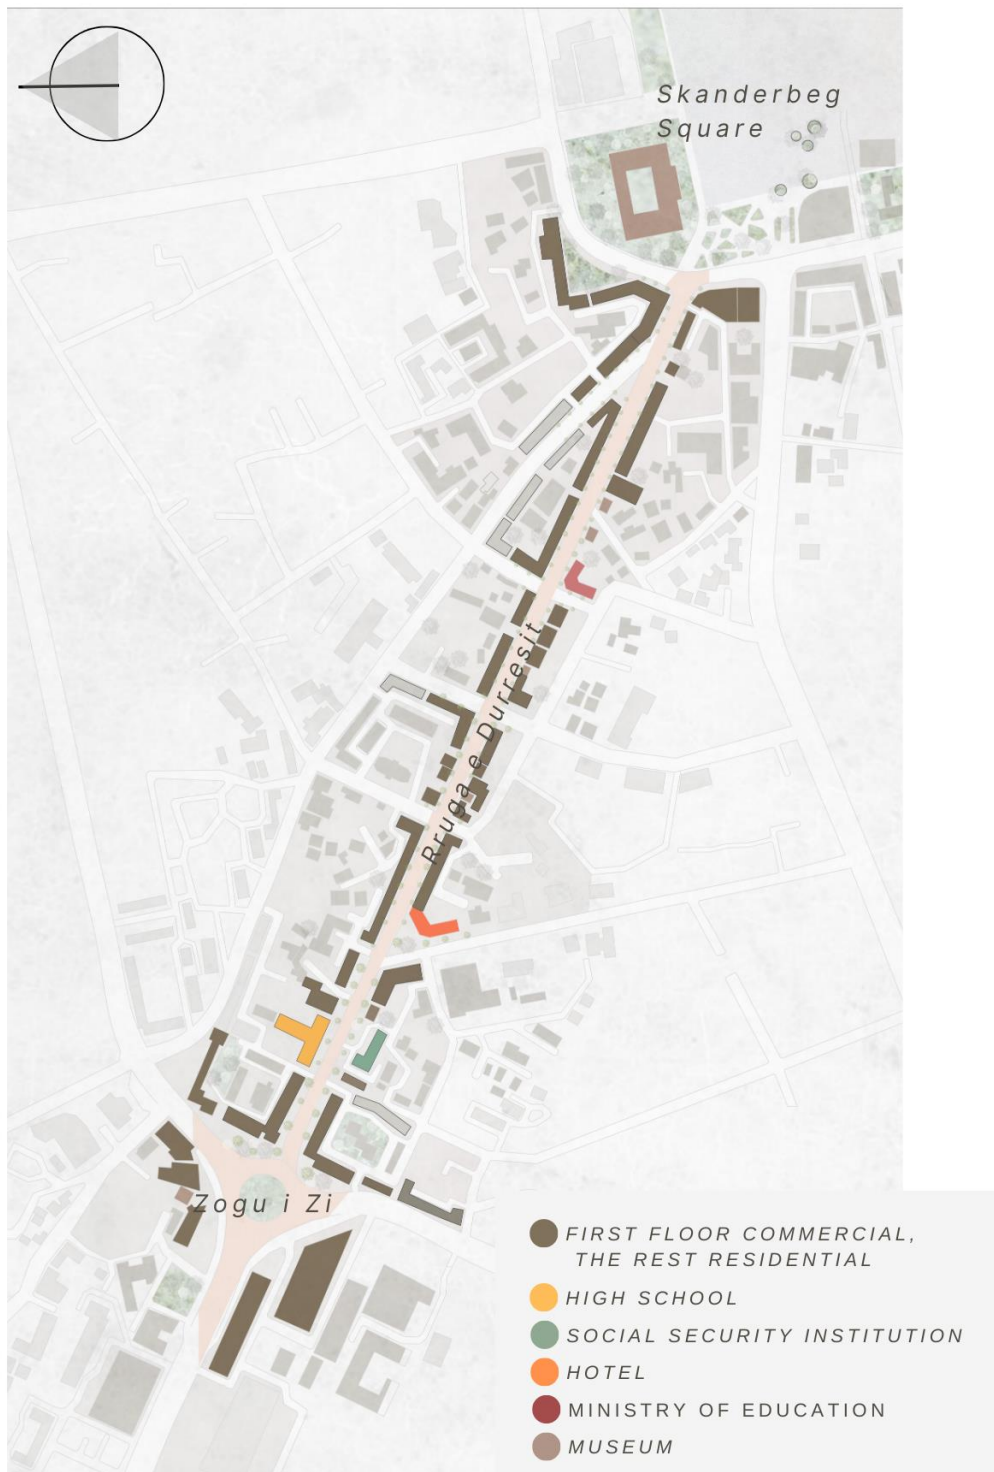 Skanderbeg
Square
Rruga e Durresit
Zogu i Zi
FIRST FLOOR COMMERCIAL,
THE REST RESIDENTIAL
HIGH SCHOOL
SOCIAL SECURITY INSTITUTION
HOTEL
MINISTRY OF EDUCATION
MUSEUM